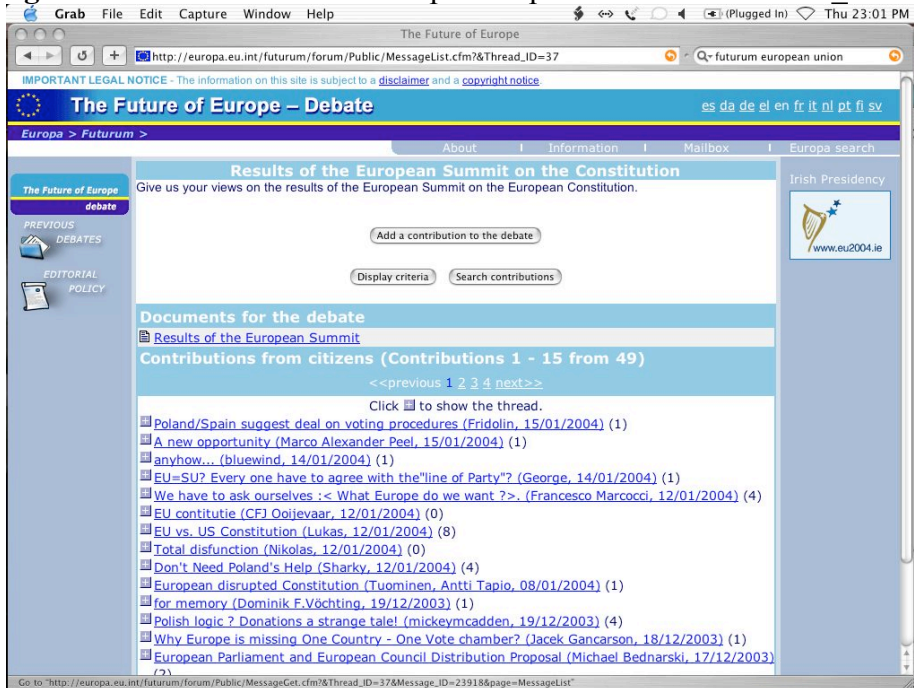 Grab File Edit Capture Window Help (Plugged In) Thu 23:01 PM
The Future of Europe
http://europa.eu.int/futurum/forum/Public/MessageList.cfm?&Thread_ID=37 futurum european union
IMPORTANT LEGAL NOTICE - The information on this site is subject to a disclaimer and a copyright notice.
The Future of Europe – Debate es da de el en fr it nl pt fi sv
Europa > Futurum >
About Information Mailbox Europa search
The Future of Europe
debate
PREVIOUS
DEBATES
EDITORIAL
POLICY
Results of the European Summit on the Constitution
Give us your views on the results of the European Summit on the European Constitution.
Add a contribution to the debate
Display criteria Search contributions
Irish Presidency
www.eu2004.ie
Documents for the debate
Results of the European Summit
Contributions from citizens (Contributions 1 - 15 from 49)
<<previous 1 2 3 4 next>>
Click to show the thread.
Poland/Spain suggest deal on voting procedures (Fridolin, 15/01/2004) (1)
A new opportunity (Marco Alexander Peel, 15/01/2004) (1)
anyhow... (bluewind, 14/01/2004) (1)
EU=SU? Every one have to agree with the"line of Party"? (George, 14/01/2004) (1)
We have to ask ourselves :< What Europe do we want ?>. (Francesco Marcocci, 12/01/2004) (4)
EU contitutie (CFJ Ooijevaar, 12/01/2004) (0)
EU vs. US Constitution (Lukas, 12/01/2004) (8)
Total disfunction (Nikolas, 12/01/2004) (0)
Don't Need Poland's Help (Sharky, 12/01/2004) (4)
European disrupted Constitution (Tuominen, Antti Tapio, 08/01/2004) (1)
for memory (Dominik F.Vöchting, 19/12/2003) (1)
Polish logic ? Donations a strange tale! (mickeymcadden, 19/12/2003) (4)
Why Europe is missing One Country - One Vote chamber? (Jacek Gancarson, 18/12/2003) (1)
European Parliament and European Council Distribution Proposal (Michael Bednarski, 17/12/2003)
Go to "http://europa.eu.int/futurum/forum/Public/MessageGet.cfm?&Thread_ID=37&Message_ID=23918&page=MessageList"